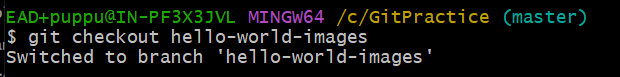 EAD+puppu@IN-PF3X3JVL MINGW64 /c/GitPractice (master)
$ git checkout hello-world-images
Switched to branch 'hello-world-images'